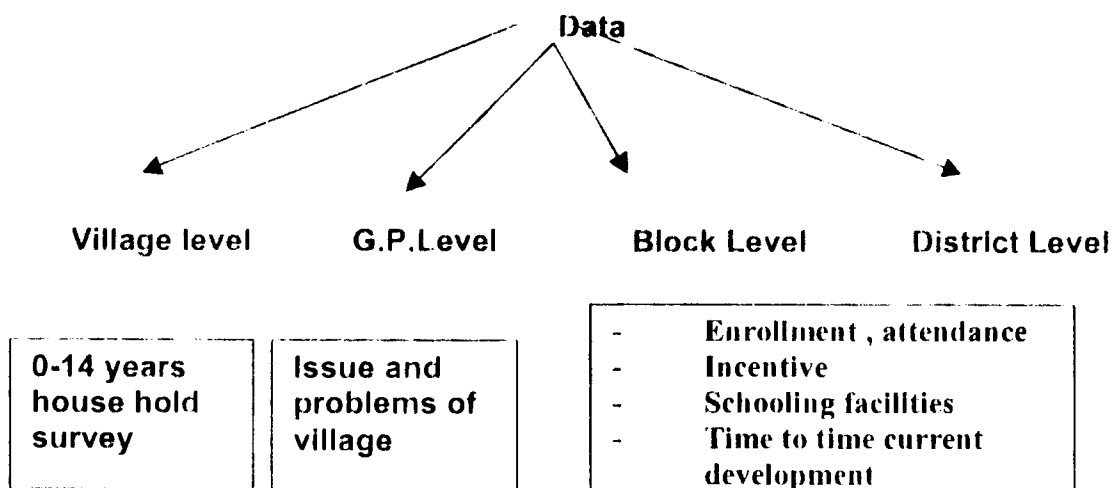 Data
Village level G.P.Level Block Level District Level
0-14 years
house hold
survey
Issue and
problems of
village
- Enrollment , attendance
- Incentive
- Schooling facilities
- Time to time current
development